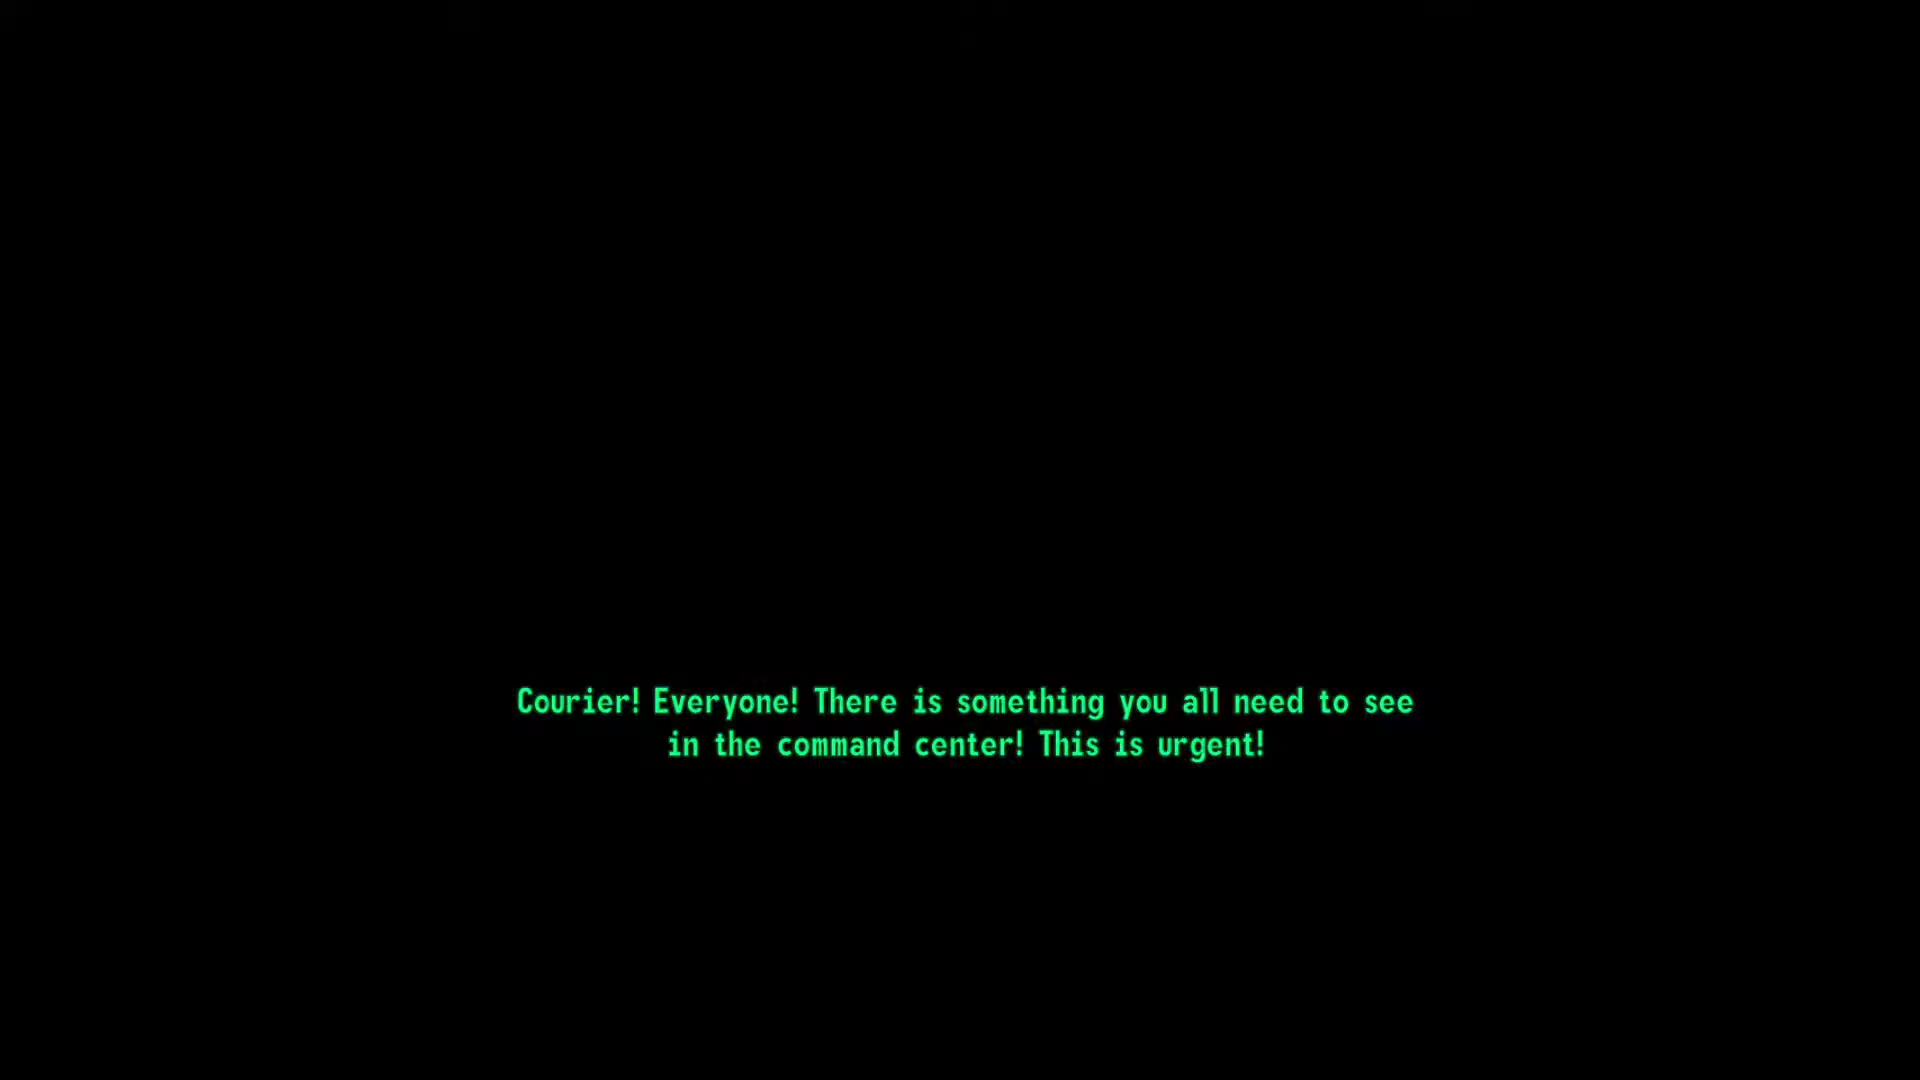 Courier! Everyone! There is something you all need to see
in the command center! This is urgent!